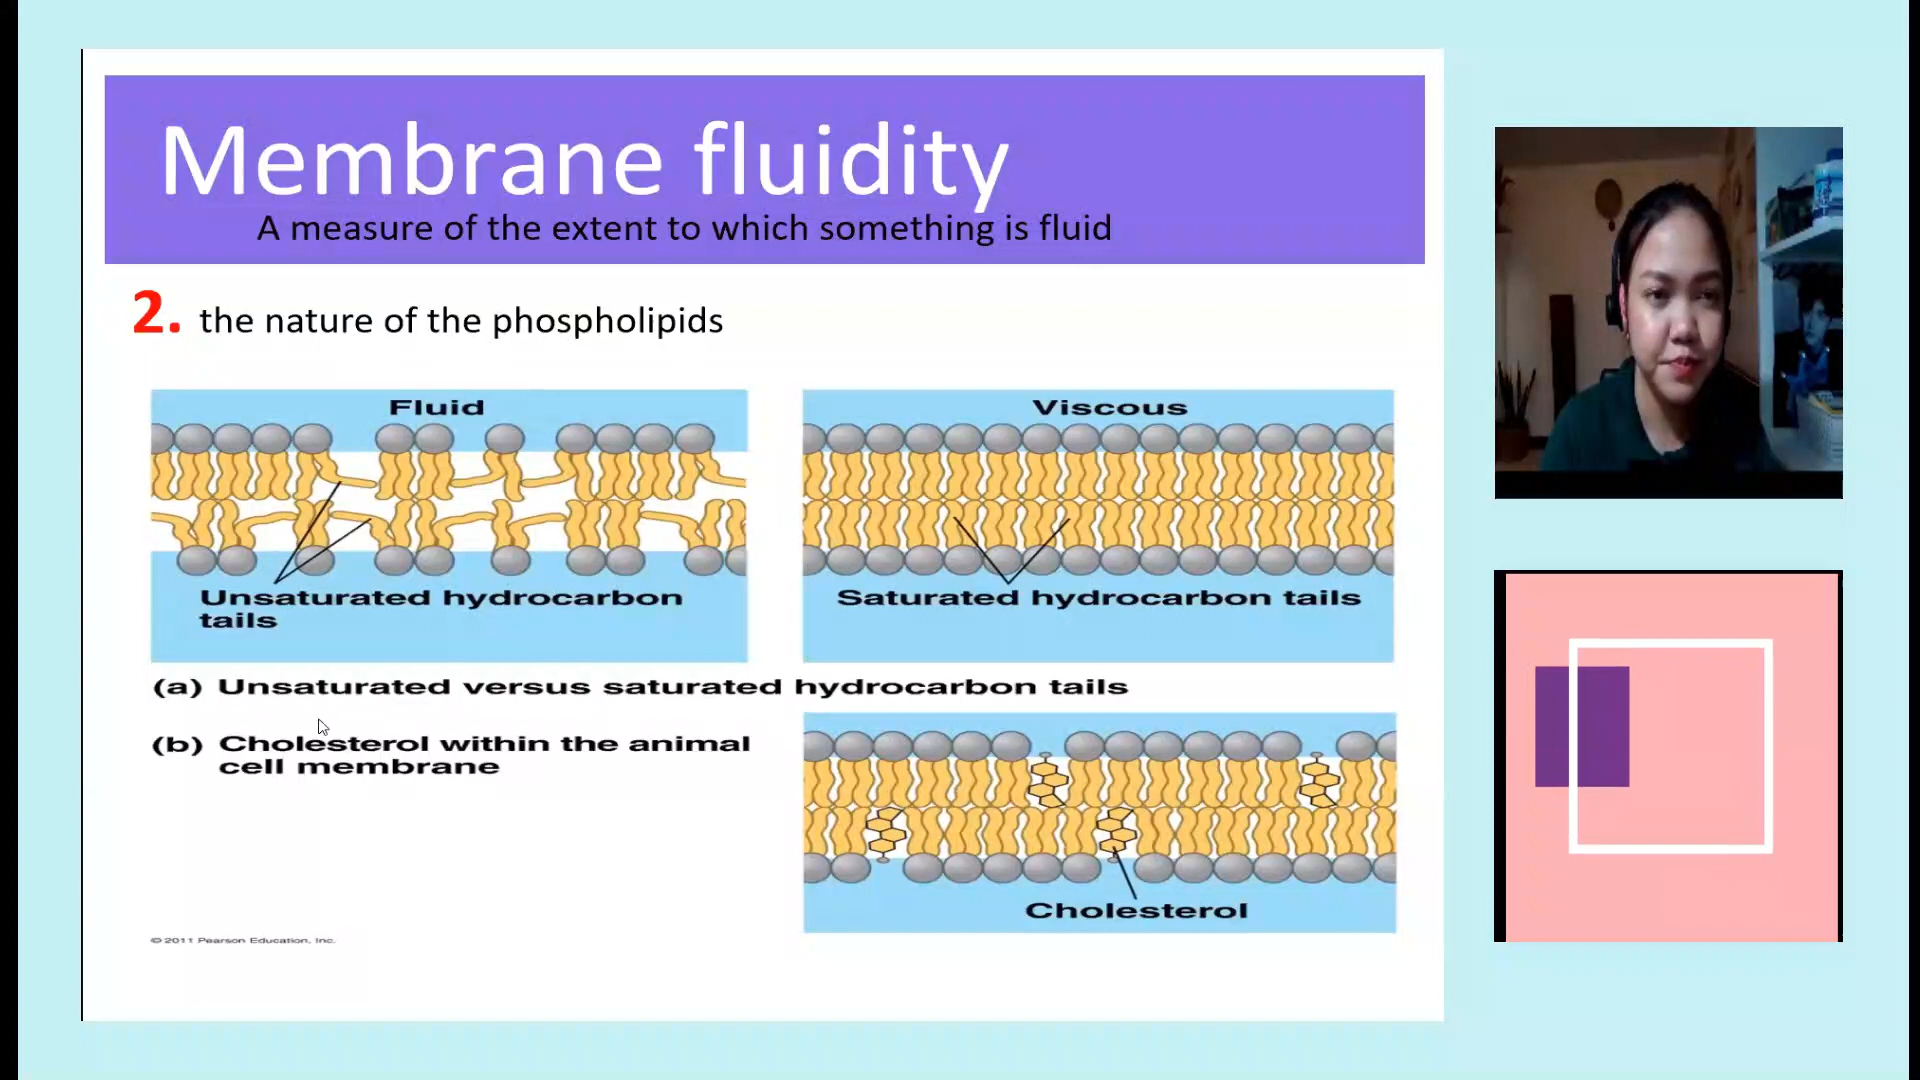 Membrane fluidity
A measure of the extent to which something is fluid
2. the nature of the phospholipids
Fluid
Viscous
Unsaturated hydrocarbon
tails
Saturated hydrocarbon tails
(a) Unsaturated versus saturated hydrocarbon tails
(b) Cholesterol within the animal
cell membrane
Cholesterol
© 2011 Pearson Education, Inc.